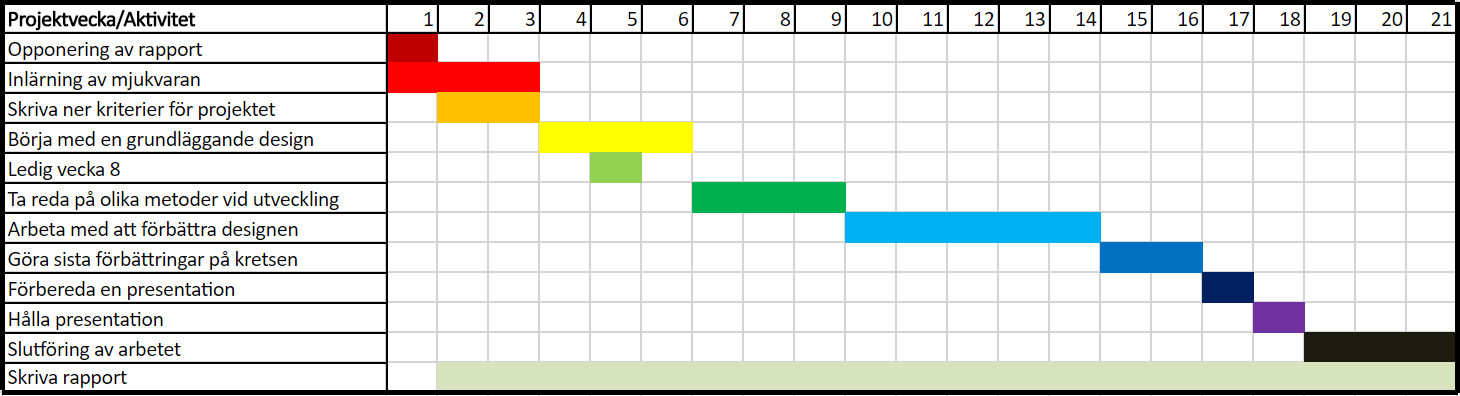 Projektvecka/Aktivitet 1 2 3 4 5 6 7 8 9 10 11 12 13 14 15 16 17 18 19 20 21
Opponering av rapport
Inlärning av mjukvaran
Skriva ner kriterier för projektet
Börja med en grundläggande design
Ledig vecka 8
Ta reda på olika metoder vid utveckling
Arbeta med att förbättra designen
Göra sista förbättringar på kretsen
Förbereda en presentation
Hålla presentation
Slutföring av arbetet
Skriva rapport